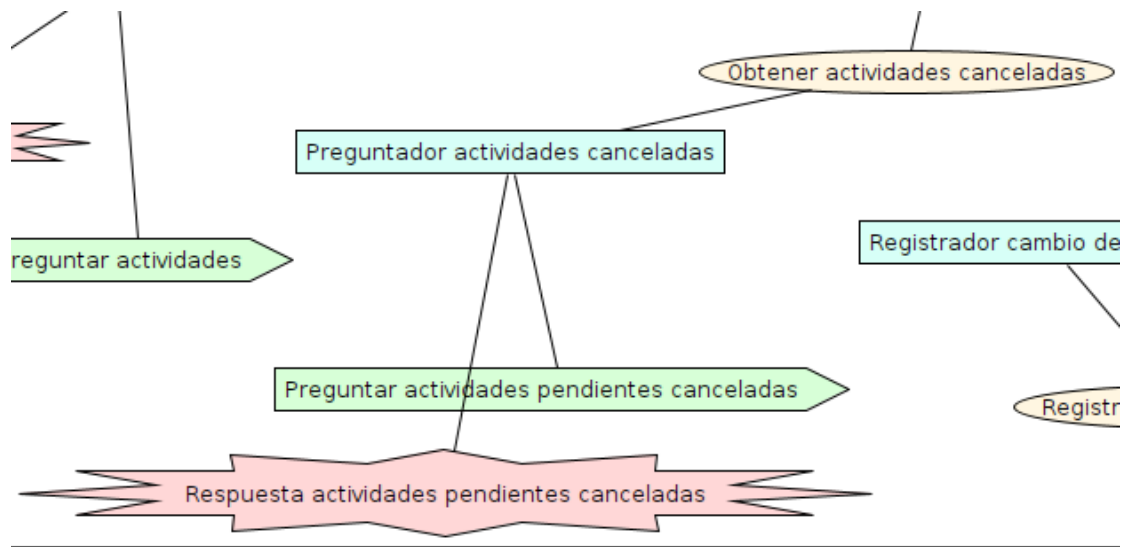 Obtener actividades canceladas
Preguntador actividades canceladas
Registrador cambio de
reguntar actividades
Preguntar actividades pendientes canceladas
Registr
Respuesta actividades pendientes canceladas